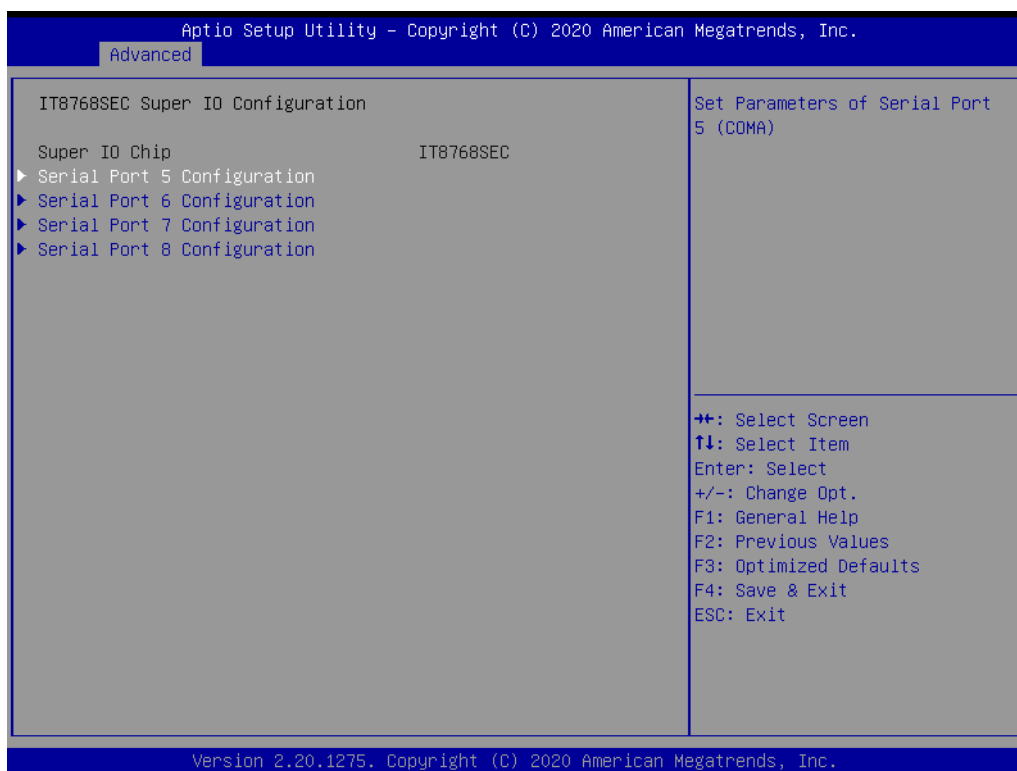 Aptio Setup Utility – Copyright (C) 2020 American Megatrends, Inc.
Advanced
IT8768SEC Super IO Configuration
Super IO Chip IT8768SEC
Serial Port 5 Configuration
Serial Port 6 Configuration
Serial Port 7 Configuration
Serial Port 8 Configuration
Set Parameters of Serial Port
5 (COMA)
→←: Select Screen
↑↓: Select Item
Enter: Select
+/-: Change Opt.
F1: General Help
F2: Previous Values
F3: Optimized Defaults
F4: Save & Exit
ESC: Exit
Version 2.20.1275. Copyright (C) 2020 American Megatrends, Inc.